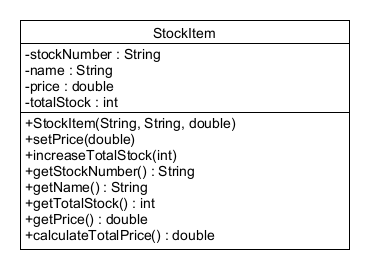 StockItem
-stockNumber : String
-name : String
-price : double
-totalStock : int
+StockItem(String, String, double)
+setPrice(double)
+increaseTotalStock(int)
+getStockNumber() : String
+getName() : String
+getTotalStock() : int
+getPrice() : double
+calculateTotalPrice() : double